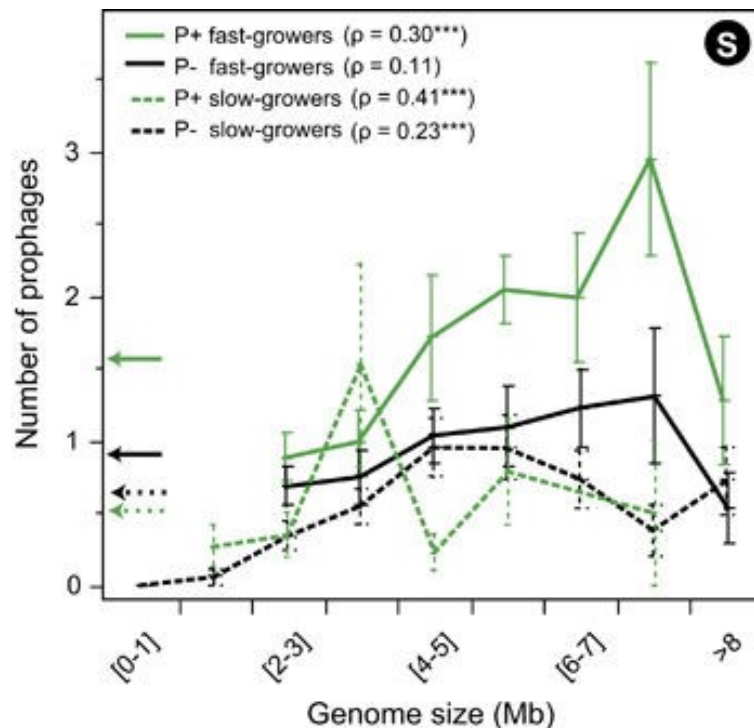 P+ fast-growers (ρ = 0.30***)
P- fast-growers (ρ = 0.11)
P+ slow-growers (ρ = 0.41***)
P- slow-growers (ρ = 0.23***)
S
Number of prophages
3
2
1
0
[0-1]
[2-3]
[4-5]
[6-7]
>8
Genome size (Mb)